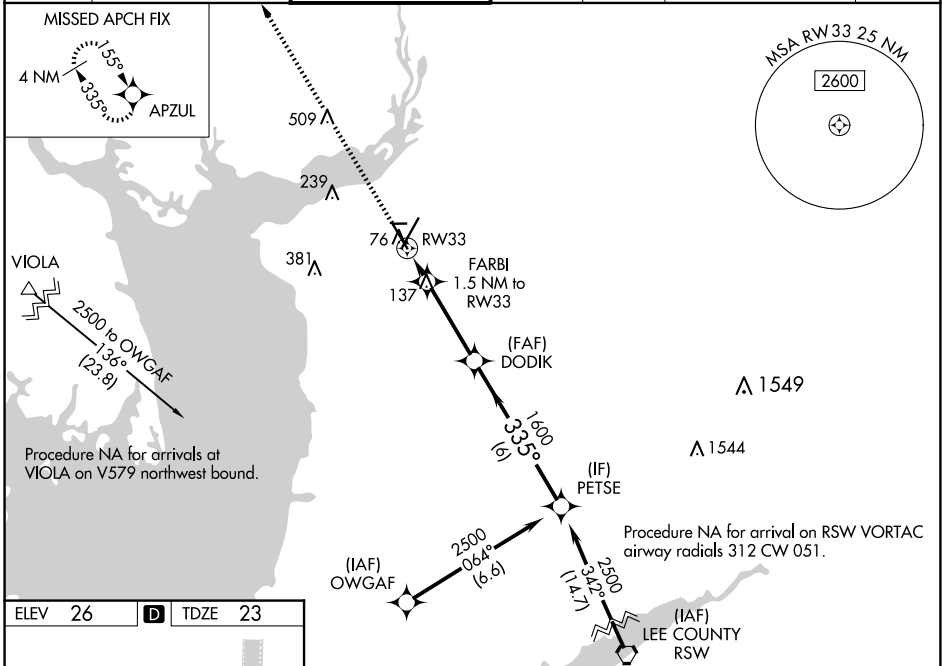 MISSED APCH FIX
155°
4 NM
335°
APZUL
MSA RW33 25 NM
2600
509
239
76
RW33
381
FARBI
1.5 NM to
RW33
137
VIOLA
2500 to OWGAF
136°
(23.8)
(FAF)
DODIK
1549
1600
335°
(6)
1544
Procedure NA for arrivals at
VIOLA on V579 northwest bound.
(IF)
PETSE
Procedure NA for arrival on RSW VORTAC
airway radials 312 CW 051.
2500
064°
(6.6)
(IAF)
OWGAF
2500
342°
(14.7)
(IAF)
LEE COUNTY
RSW
ELEV 26 D TDZE 23